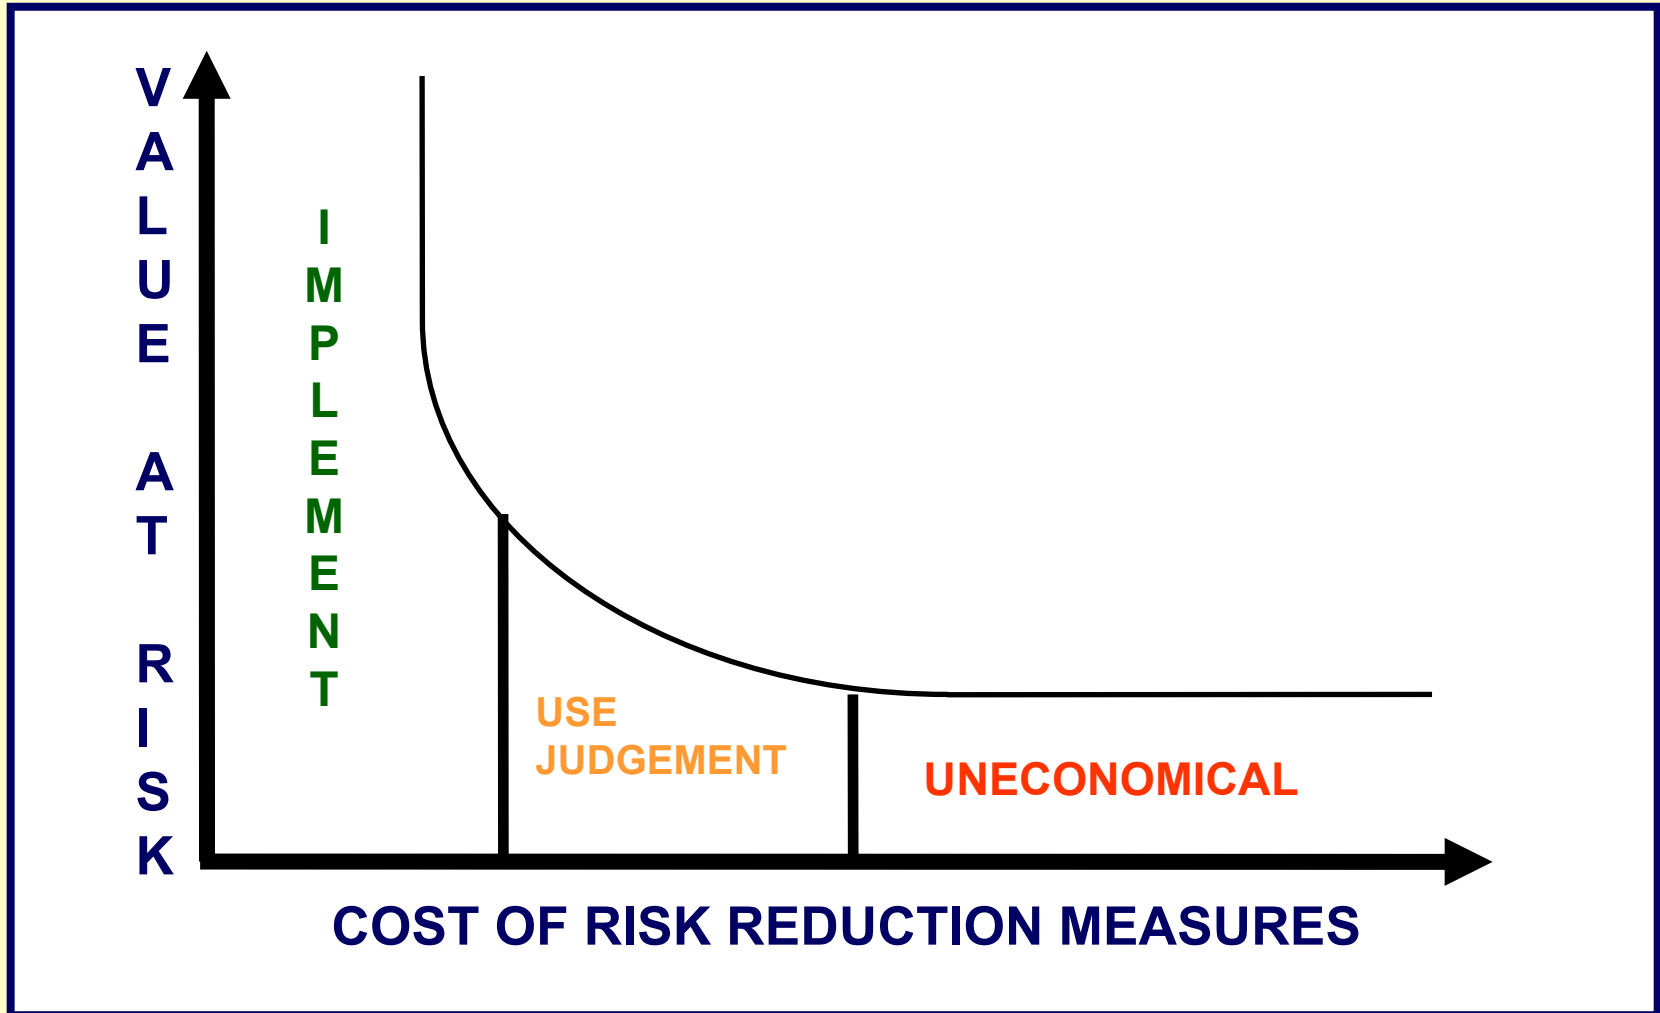 VALUE AT RISK
IMPLEMENT
USE
JUDGEMENT
UNECONOMICAL
COST OF RISK REDUCTION MEASURES